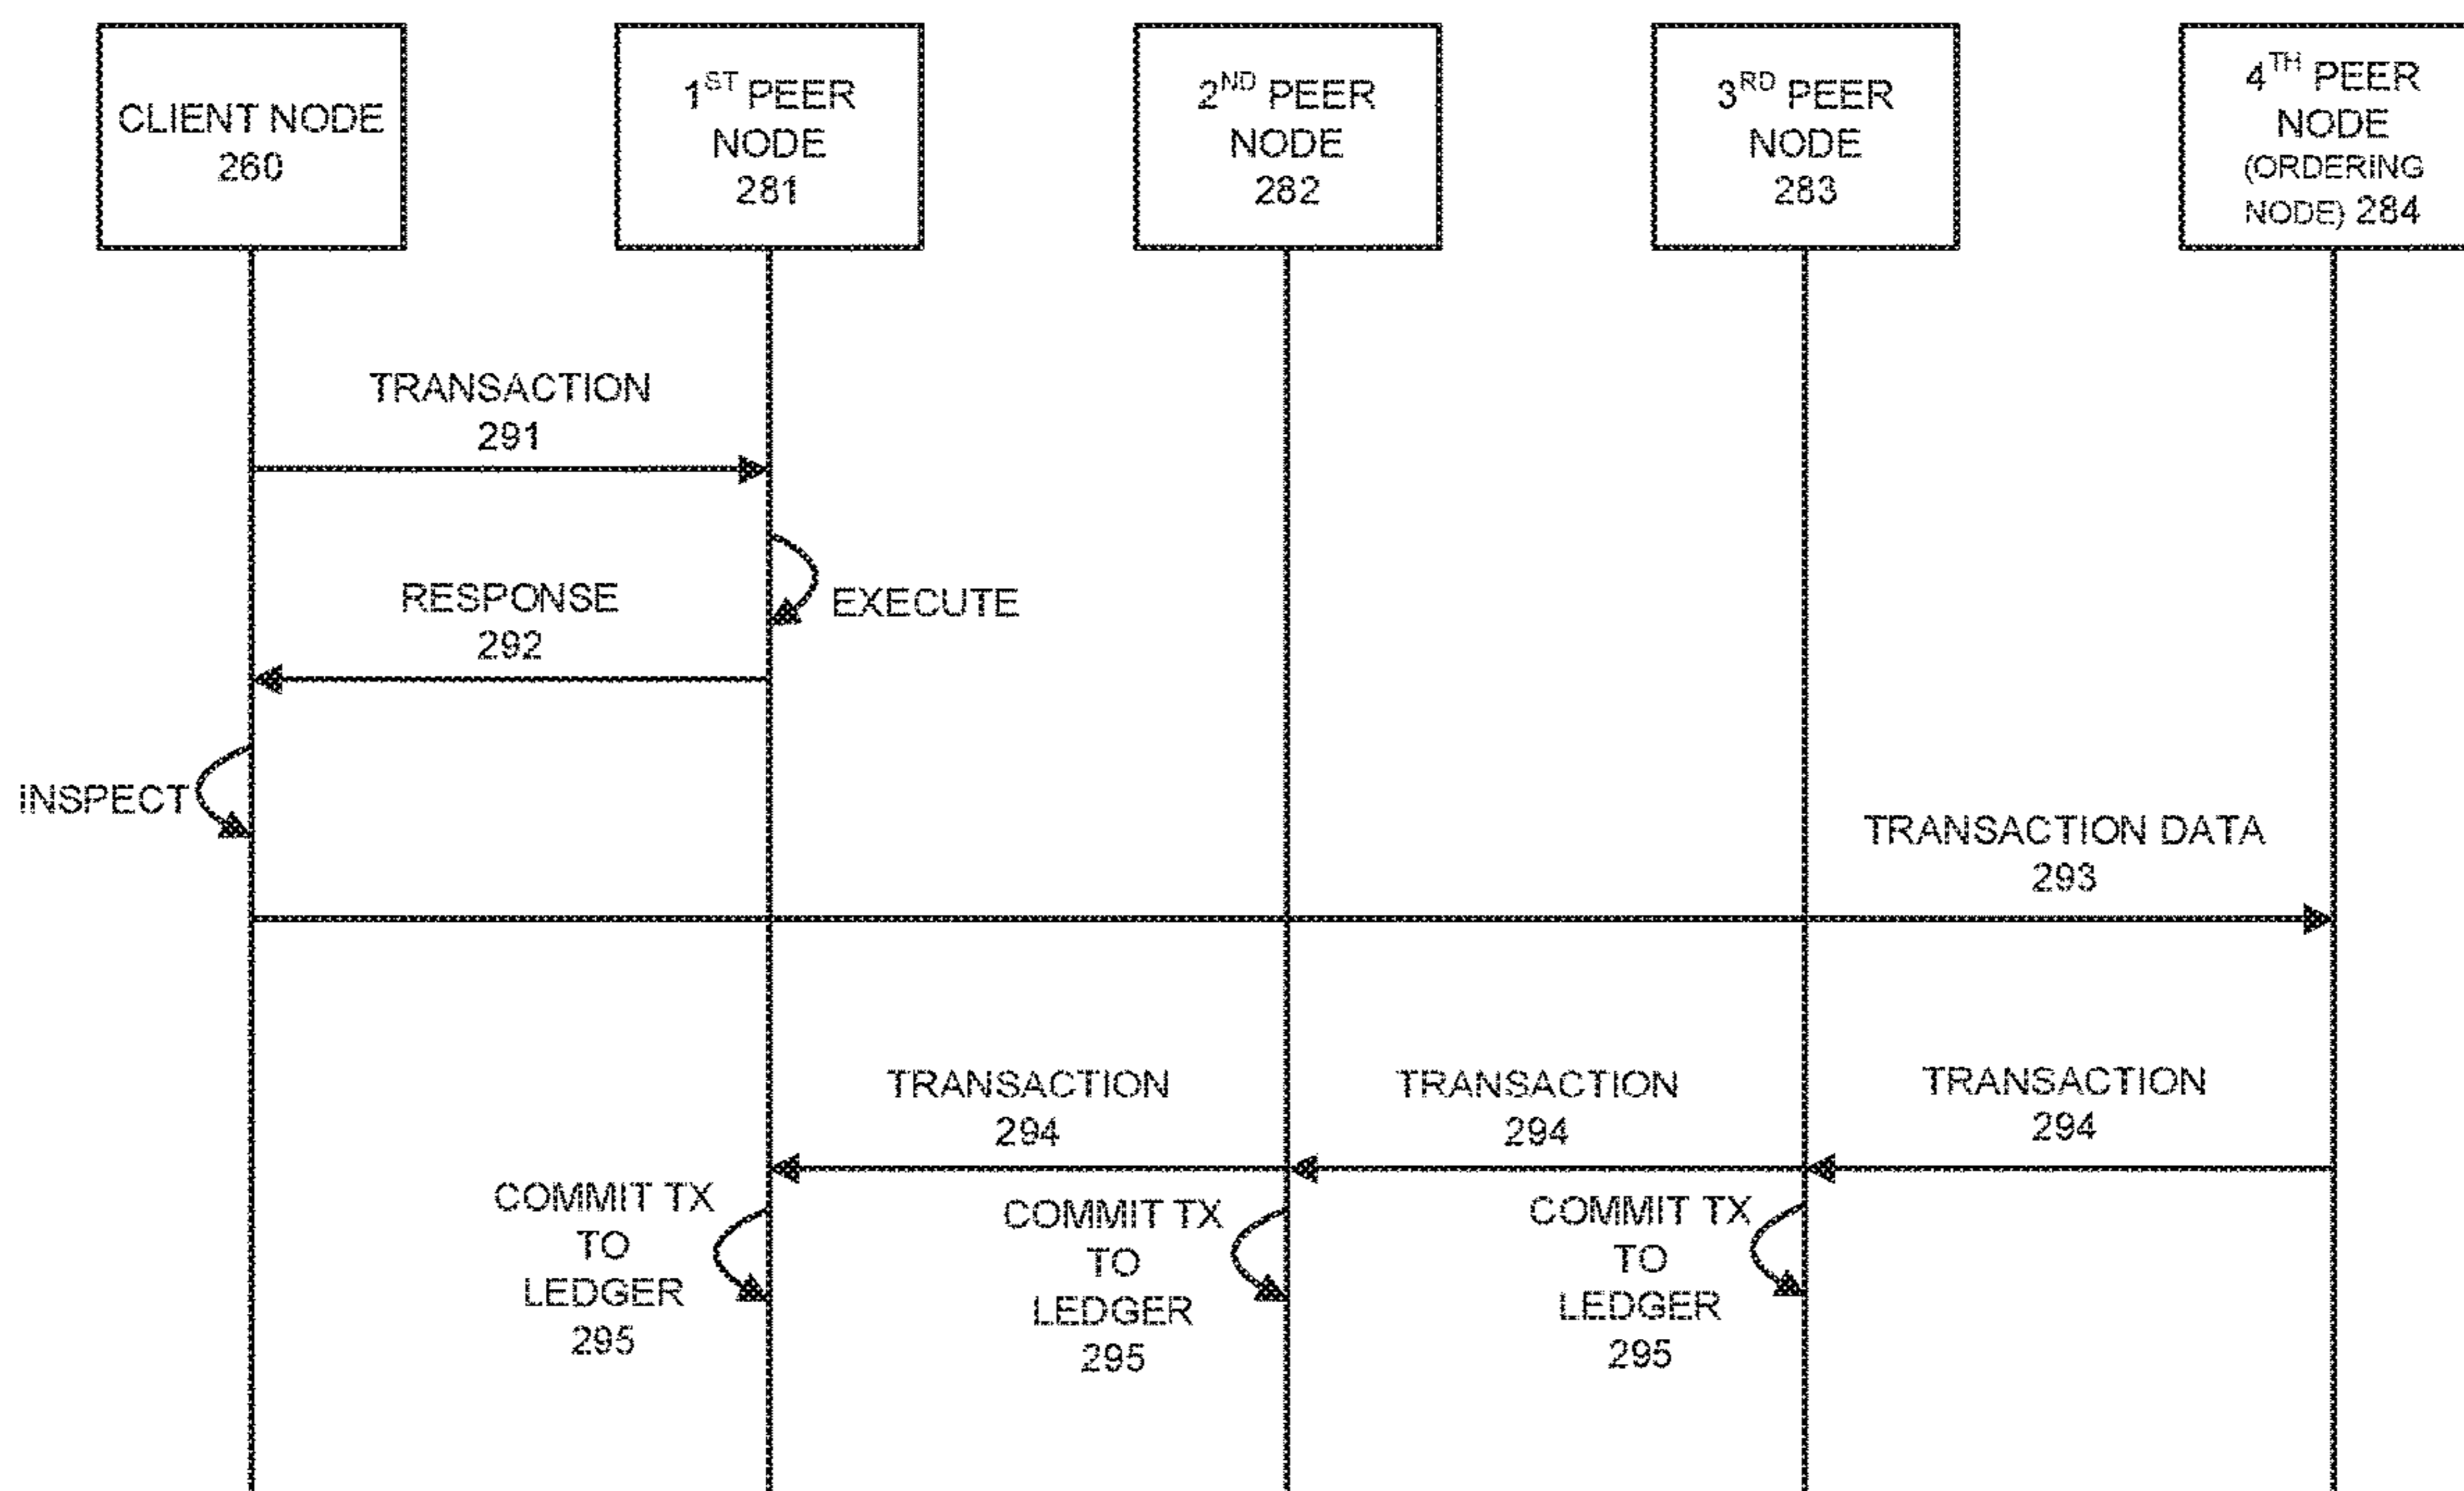 CLIENT NODE
260
1ST PEER
NODE
281
2ND PEER
NODE
282
3RD PEER
NODE
283
4TH PEER
NODE
(ORDERING
NODE) 284
TRANSACTION
291
EXECUTE
RESPONSE
292
INSPECT
TRANSACTION DATA
293
TRANSACTION
294
TRANSACTION
294
TRANSACTION
294
COMMIT TX
TO
LEDGER
295
COMMIT TX
TO
LEDGER
295
COMMIT TX
TO
LEDGER
295